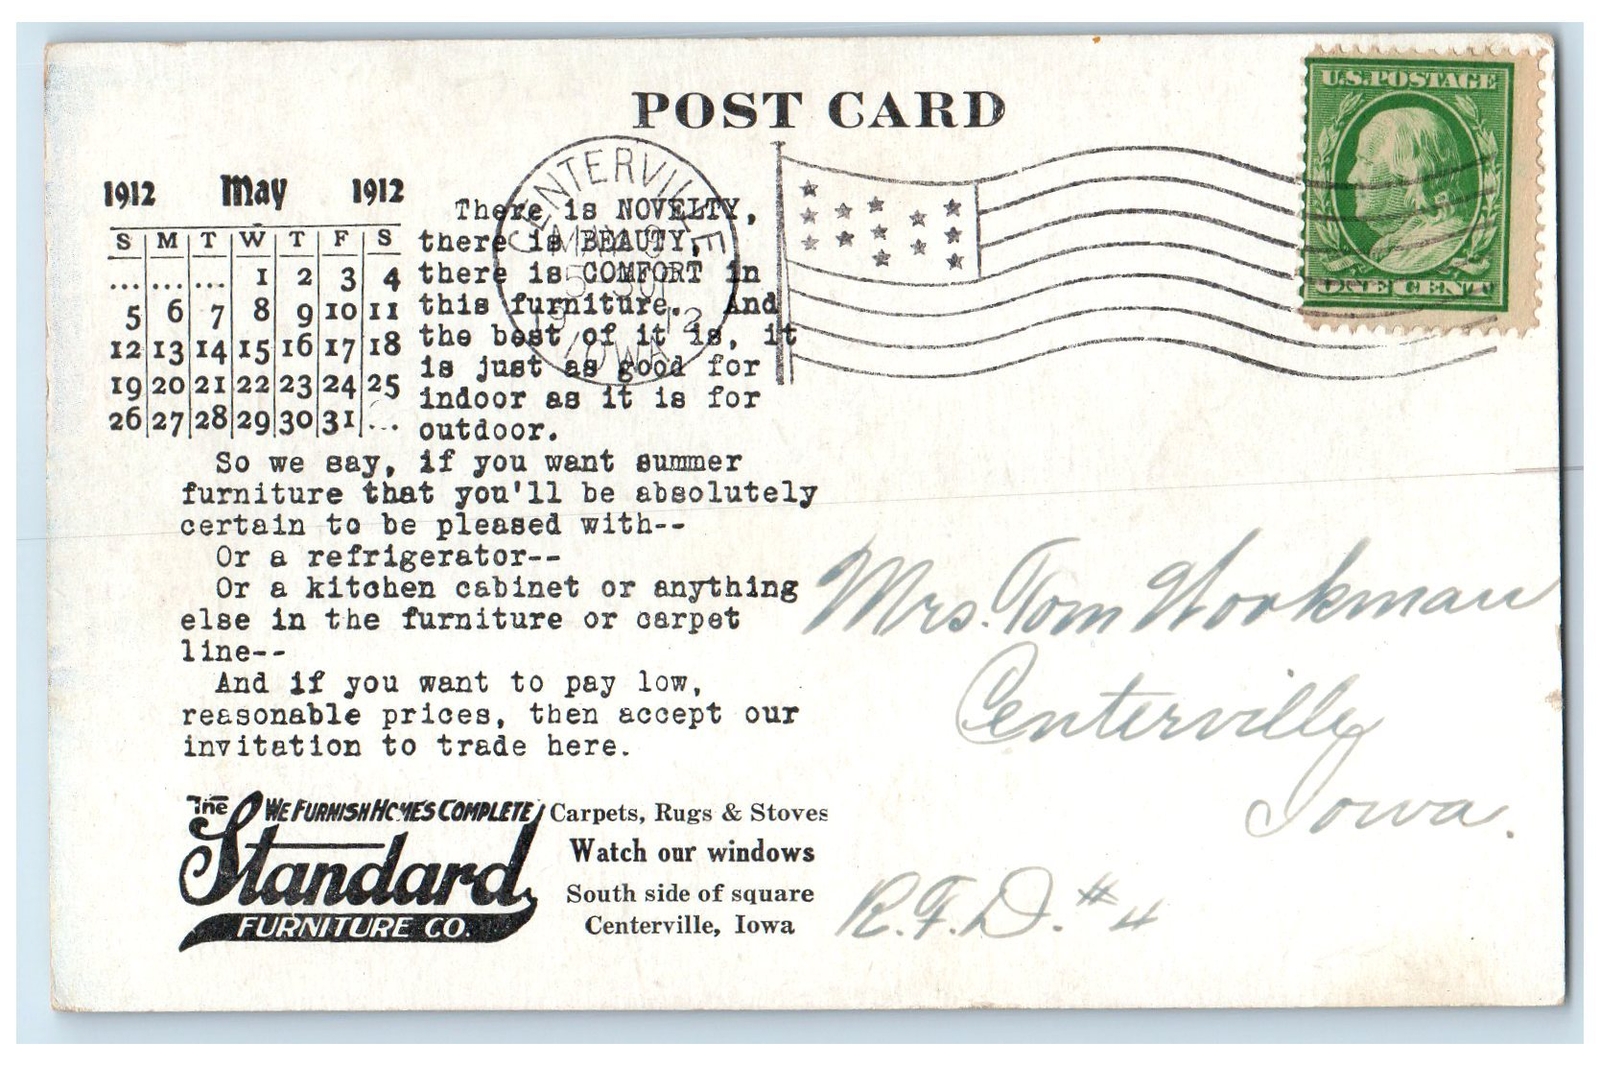 POST CARD
U.S. POSTAGE
ONE CENT
CENTERVILLE
IOWA
1912 May 1912
S M T W T F S
... ... ... 1 2 3 4
5 6 7 8 9 10 11
12 13 14 15 16 17 18
19 20 21 22 23 24 25
26 27 28 29 30 31 ...
There is NOVELTY,
there is BEAUTY,
there is COMFORT in
this furniture. And
the best of it is, it
is just as good for
indoor as it is for
outdoor.
So we say, if you want summer
furniture that you'll be absolutely
certain to be pleased with--
Or a refrigerator--
Or a kitchen cabinet or anything
else in the furniture or carpet
line--
And if you want to pay low,
reasonable prices, then accept our
invitation to trade here.
The WE FURNISH HOMES COMPLETE
Standard
FURNITURE CO.
Carpets, Rugs & Stoves
Watch our windows
South side of square
Centerville, Iowa
Mrs. Tom Workman
Centerville
Iowa.
R.F.D. #4